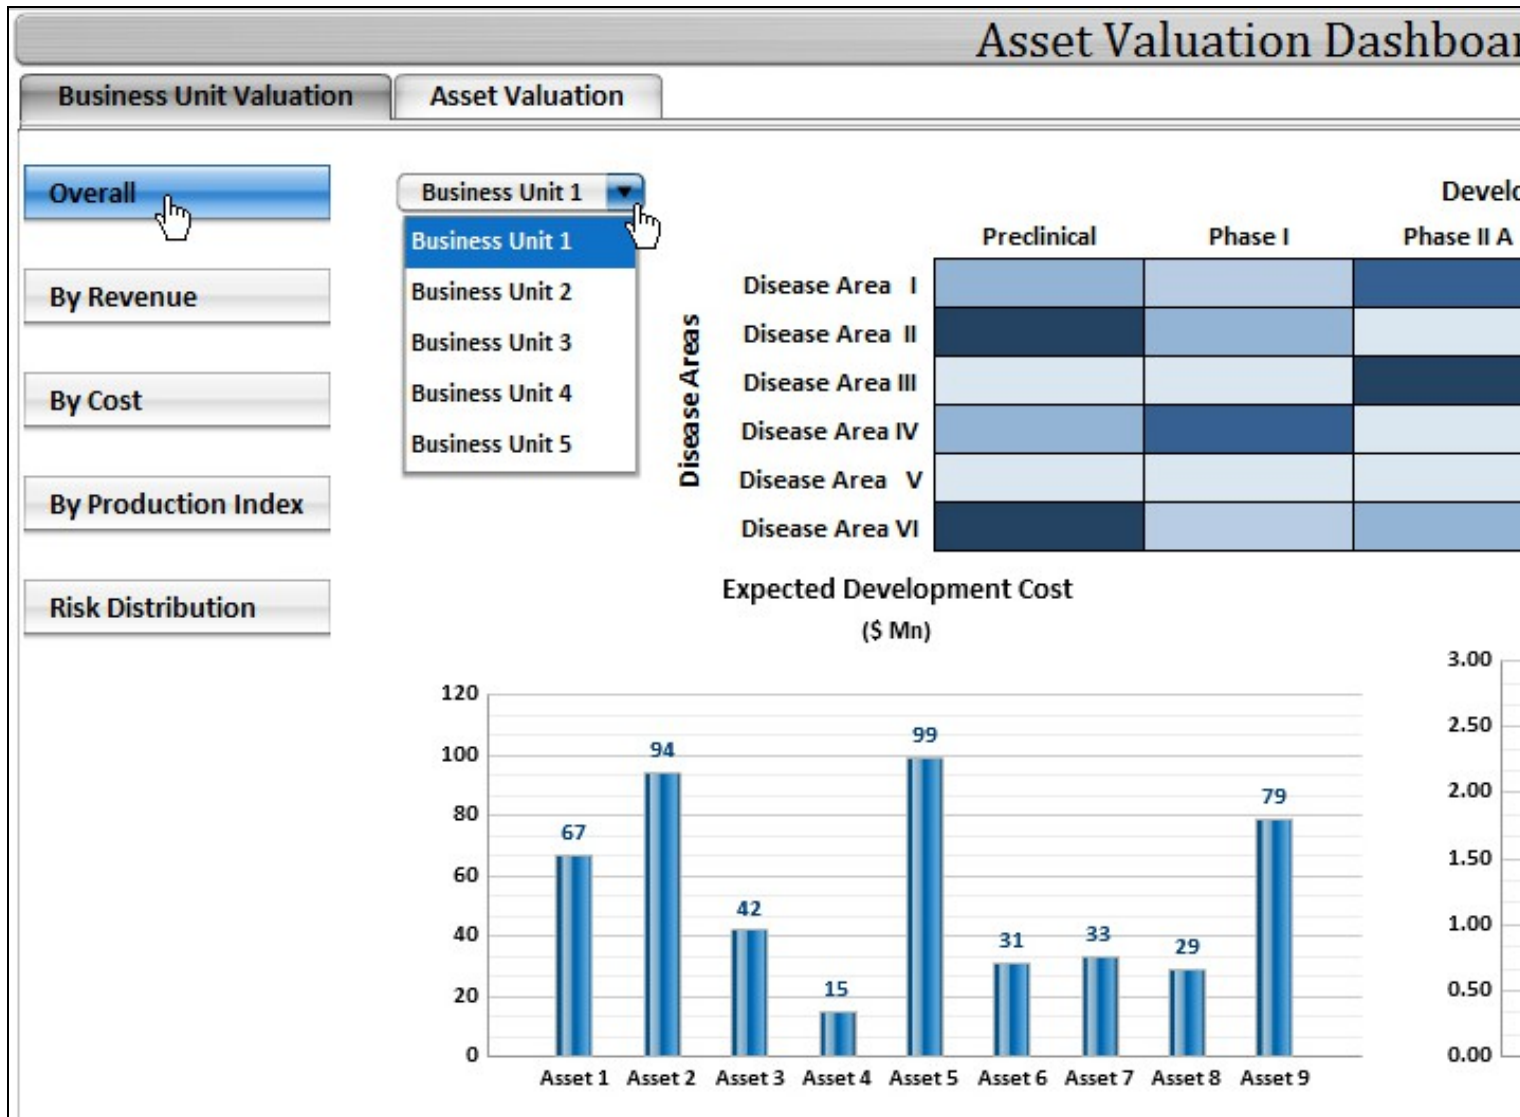 Asset Valuation Dashboar
Business Unit Valuation
Asset Valuation
Overall
By Revenue
By Cost
By Production Index
Risk Distribution
Business Unit 1
Business Unit 1
Business Unit 2
Business Unit 3
Business Unit 4
Business Unit 5
Develo
Preclinical Phase I Phase II A
Disease Areas
Disease Area I
Disease Area II
Disease Area III
Disease Area IV
Disease Area V
Disease Area VI
Expected Development Cost
($ Mn)
120
100
80
60
40
20
0
67
94
42
15
99
31
33
29
79
Asset 1 Asset 2 Asset 3 Asset 4 Asset 5 Asset 6 Asset 7 Asset 8 Asset 9
3.00
2.50
2.00
1.50
1.00
0.50
0.00